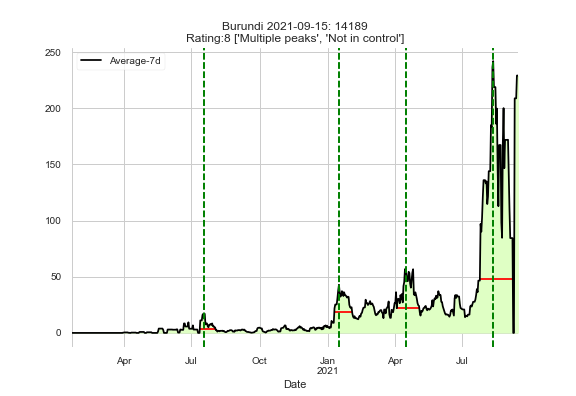 Burundi 2021-09-15: 14189
Rating:8 ['Multiple peaks', 'Not in control']
250
Average-7d
200
150
100
50
0
Apr
Jul
Oct
Jan
2021
Apr
Jul
Date